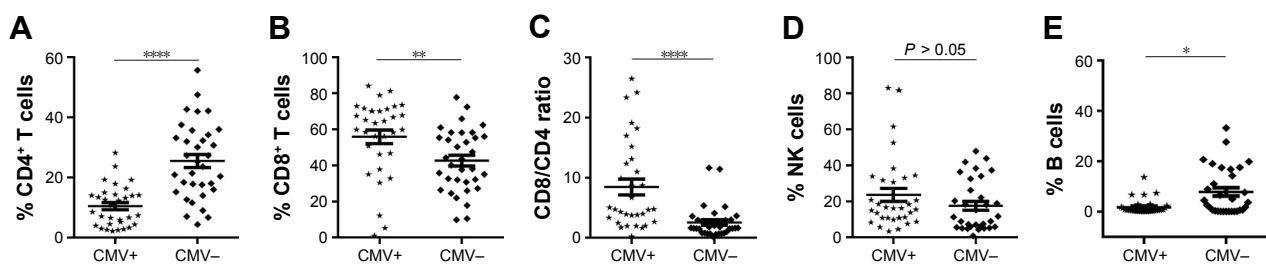 A
% CD4⁺ T cells
60
40
20
0
****
CMV+
CMV–
B
% CD8⁺ T cells
100
80
60
40
20
0
**
CMV+
CMV–
C
CD8/CD4 ratio
30
20
10
0
****
CMV+
CMV–
D
% NK cells
100
80
60
40
20
0
P > 0.05
CMV+
CMV–
E
% B cells
60
40
20
0
*
CMV+
CMV–